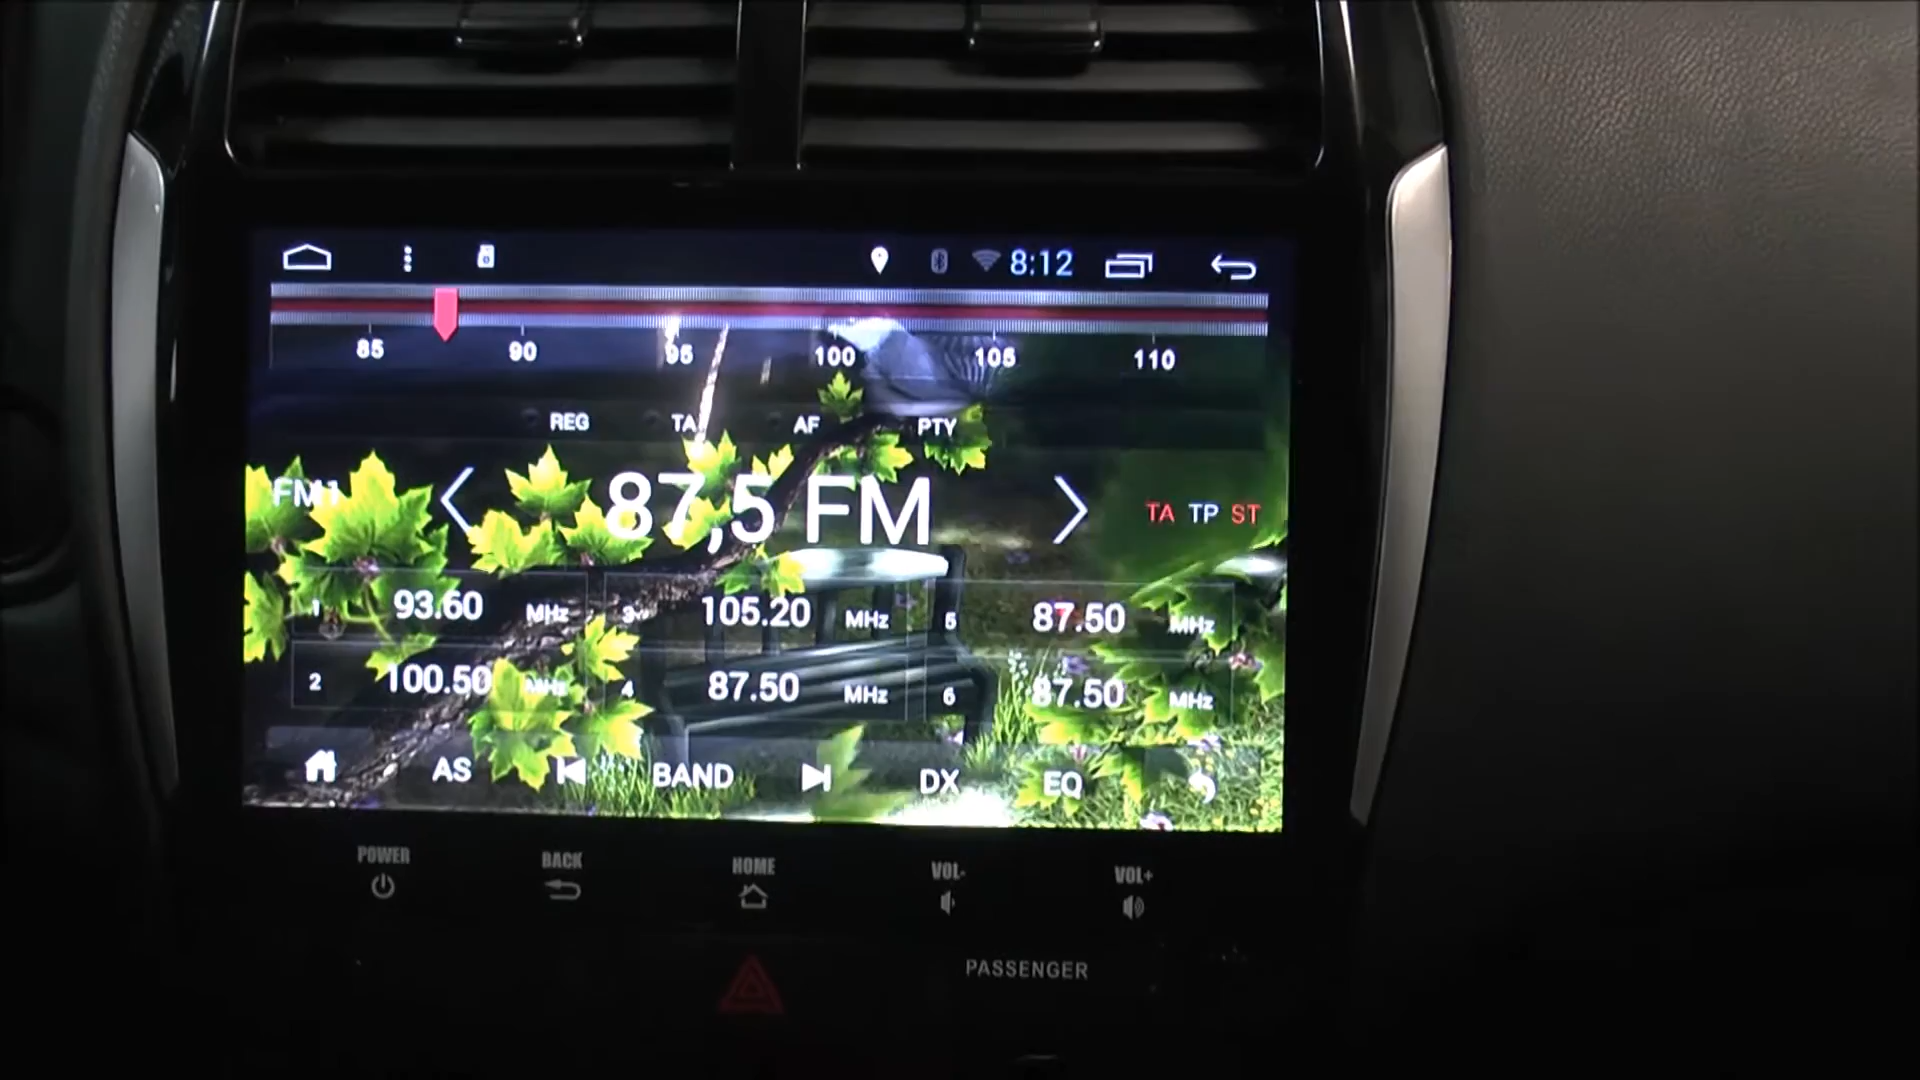 8:12
85 90 95 100 105 110
REG TA AF PTY
FM1 87,5 FM TA TP ST
1 93.60 MHz 3 105.20 MHz 5 87.50 MHz
2 100.50 MHz 4 87.50 MHz 6 87.50 MHz
AS BAND DX EQ
POWER BACK HOME VOL- VOL+
PASSENGER